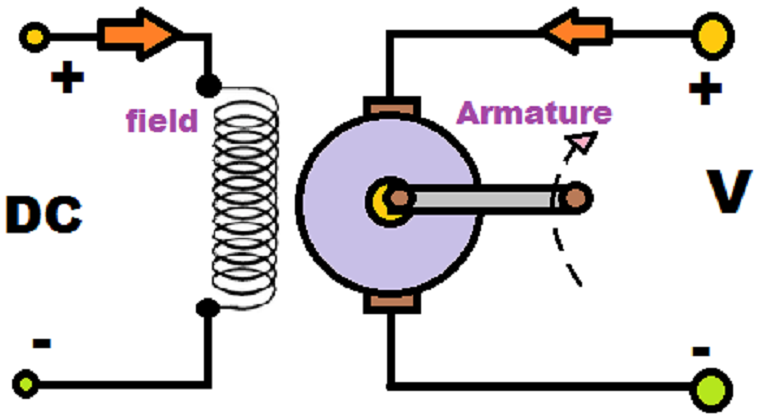 +
field
DC
-
Armature
+
V
-